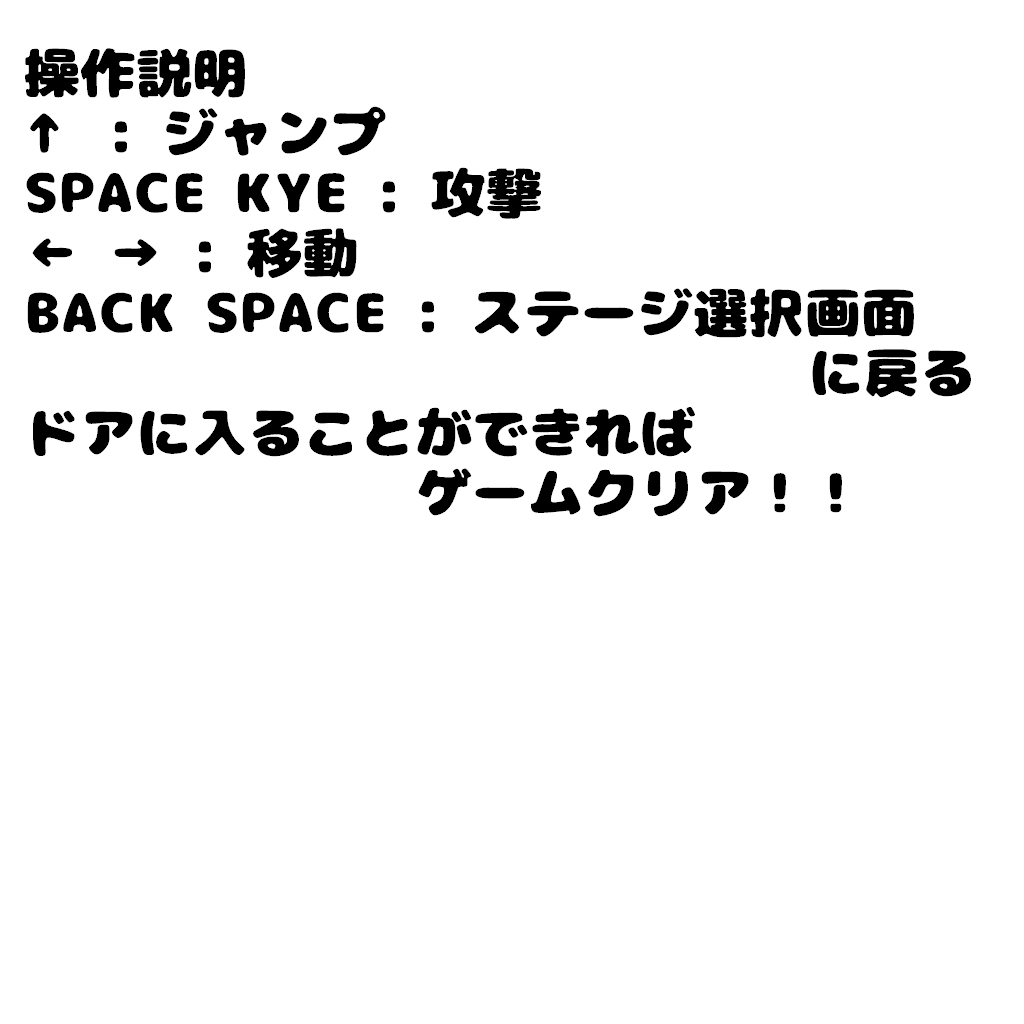 操作説明
↑ : ジャンプ
SPACE KYE : 攻撃
← → : 移動
BACK SPACE : ステージ選択画面
に戻る
ドアに入ることができれば
ゲームクリア！！